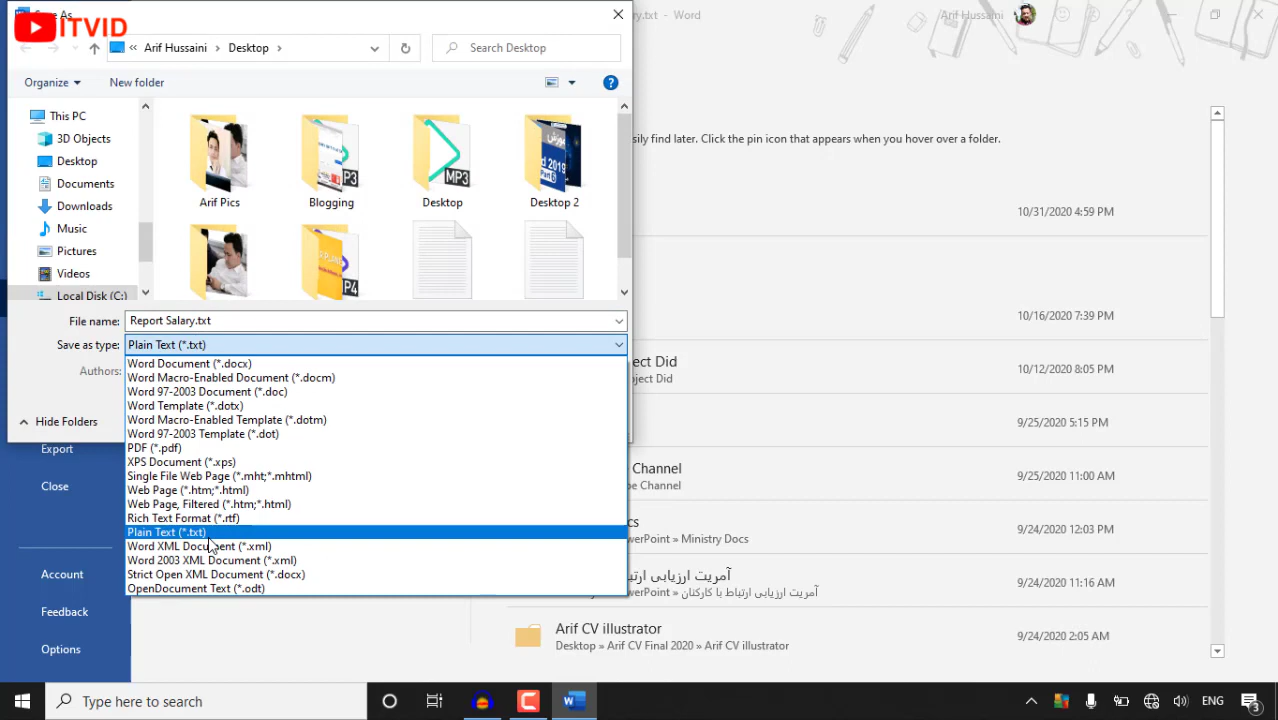 Save As
ITVID
Arif Hussaini
Desktop
Search Desktop
Organize
New folder
This PC
3D Objects
Desktop
Documents
Downloads
Music
Pictures
Videos
Local Disk (C:)
Arif Pics
Blogging
MP3
Desktop
MP3
Desktop 2
MP4
File name: Report Salary.txt
Save as type: Plain Text (*.txt)
Authors:
Hide Folders
Word Document (*.docx)
Word Macro-Enabled Document (*.docm)
Word 97-2003 Document (*.doc)
Word Template (*.dotx)
Word Macro-Enabled Template (*.dotm)
Word 97-2003 Template (*.dot)
PDF (*.pdf)
XPS Document (*.xps)
Single File Web Page (*.mht;*.mhtml)
Web Page (*.htm;*.html)
Web Page, Filtered (*.htm;*.html)
Rich Text Format (*.rtf)
Plain Text (*.txt)
Word XML Document (*.xml)
Word 2003 XML Document (*.xml)
Strict Open XML Document (*.docx)
OpenDocument Text (*.odt)
Export
Close
Account
Feedback
Options
.txt - Word
Arif Hussaini
find later. Click the pin icon that appears when you hover over a folder.
10/31/2020 4:59 PM
10/16/2020 7:39 PM
Did
Did
10/12/2020 8:05 PM
9/25/2020 5:15 PM
Channel
Channel
9/25/2020 11:00 AM
» Ministry Docs
9/24/2020 12:03 PM
آمریت ارزیابی
» آمریت ارزیابی ارتباط با کارکنان
9/24/2020 11:16 AM
Arif CV illustrator
Desktop » Arif CV Final 2020 » Arif CV illustrator
9/24/2020 2:05 AM
Type here to search
ENG
3